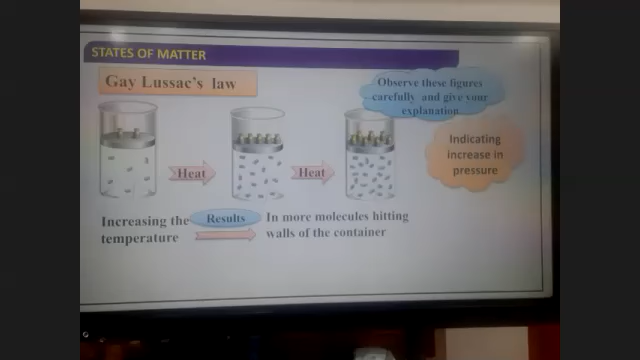 STATES OF MATTER
Gay Lussac's law
Observe these figures
carefully and give your
explanation
Indicating
increase in
pressure
Heat
Heat
Increasing the
temperature
Results
In more molecules hitting
walls of the container